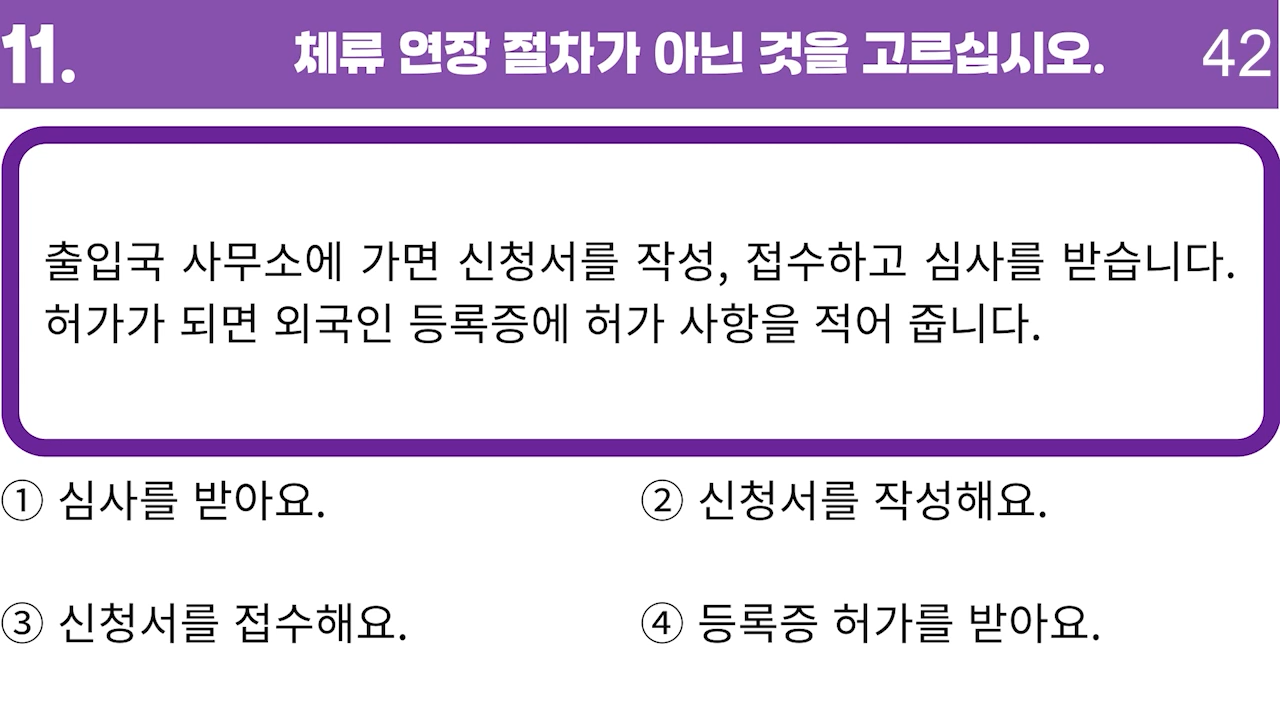 11. 체류 연장 절차가 아닌 것을 고르십시오. 42
출입국 사무소에 가면 신청서를 작성, 접수하고 심사를 받습니다.
허가가 되면 외국인 등록증에 허가 사항을 적어 줍니다.
① 심사를 받아요. ② 신청서를 작성해요.
③ 신청서를 접수해요. ④ 등록증 허가를 받아요.